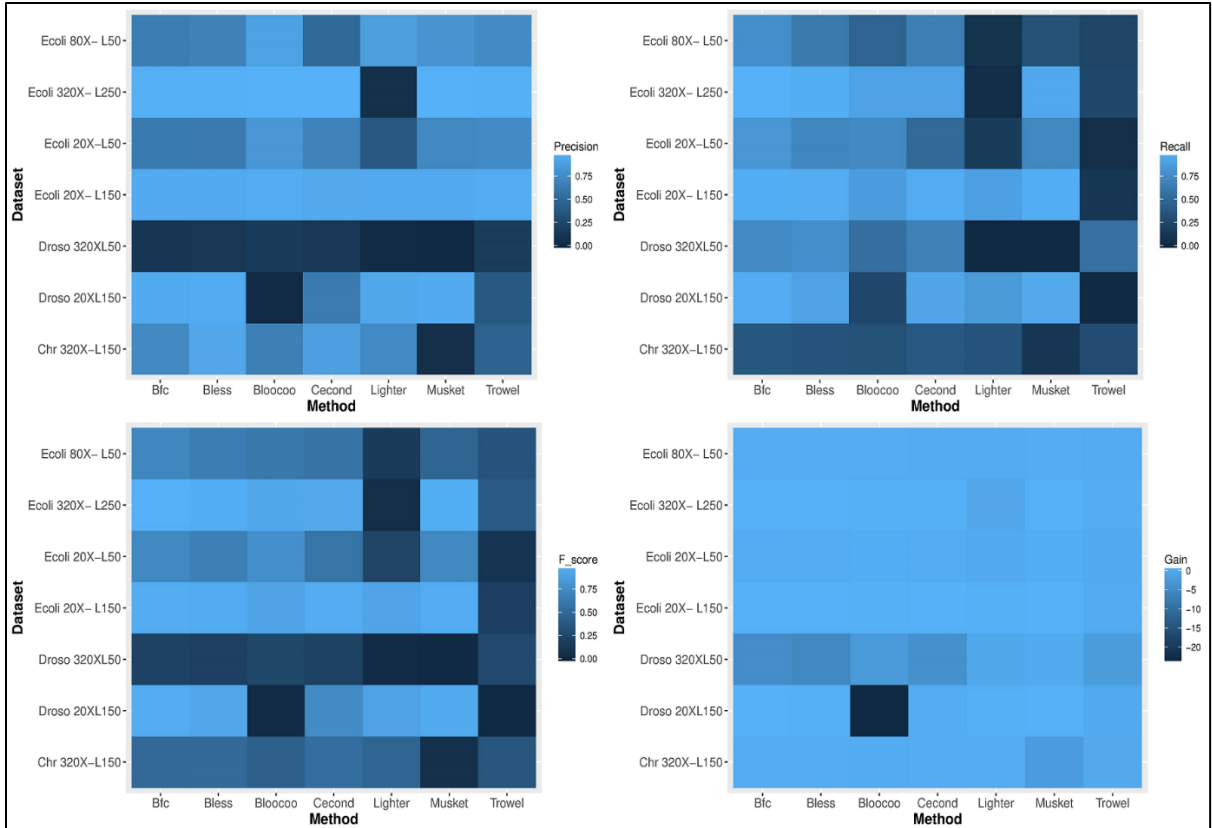 Dataset
Ecoli 80X− L50
Ecoli 320X− L250
Ecoli 20X−L50
Ecoli 20X− L150
Droso 320XL50
Droso 20XL150
Chr 320X−L150
Bfc Bless Bloocoo Cecond Lighter Musket Trowel
Method
Precision
0.75
0.50
0.25
0.00
Dataset
Ecoli 80X− L50
Ecoli 320X− L250
Ecoli 20X−L50
Ecoli 20X− L150
Droso 320XL50
Droso 20XL150
Chr 320X−L150
Bfc Bless Bloocoo Cecond Lighter Musket Trowel
Method
Recall
0.75
0.50
0.25
0.00
Dataset
Ecoli 80X− L50
Ecoli 320X− L250
Ecoli 20X−L50
Ecoli 20X− L150
Droso 320XL50
Droso 20XL150
Chr 320X−L150
Bfc Bless Bloocoo Cecond Lighter Musket Trowel
Method
F_score
0.75
0.50
0.25
0.00
Dataset
Ecoli 80X− L50
Ecoli 320X− L250
Ecoli 20X−L50
Ecoli 20X− L150
Droso 320XL50
Droso 20XL150
Chr 320X−L150
Bfc Bless Bloocoo Cecond Lighter Musket Trowel
Method
Gain
0
−5
−10
−15
−20